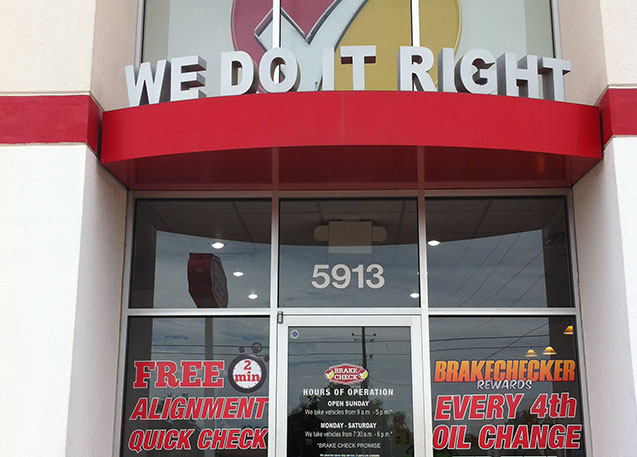 WE DO IT RIGHT
5913
FREE 2 min
ALIGNMENT
QUICK CHECK
BRAKE
CHECK
HOURS OF OPERATION
OPEN SUNDAY
We take vehicles from 9 a.m. - 5 p.m.*
MONDAY - SATURDAY
We take vehicles from 7:30 a.m. - 6 p.m.*
*BRAKE CHECK PROMISE
BRAKECHECKER
REWARDS
EVERY 4th
OIL CHANGE